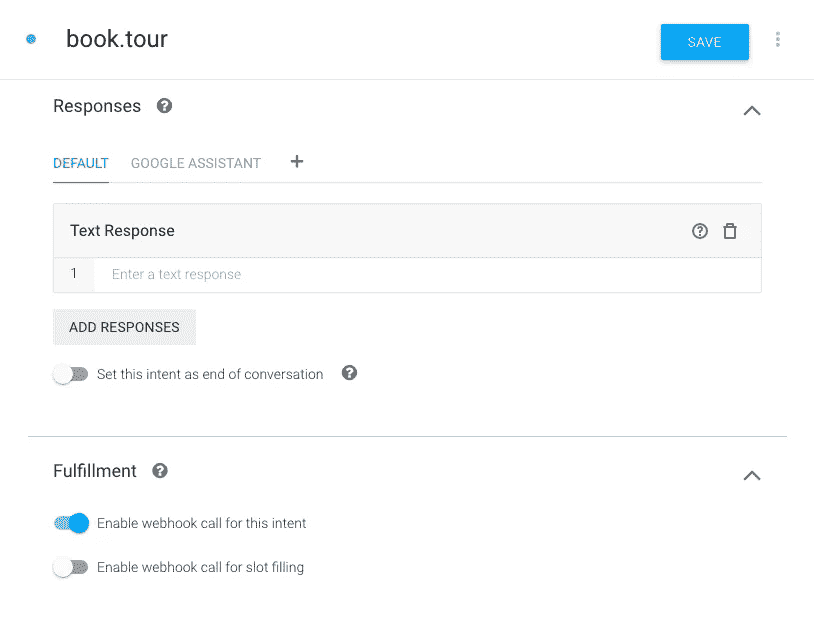 book.tour
SAVE
Responses
DEFAULT GOOGLE ASSISTANT +
Text Response
1 Enter a text response
ADD RESPONSES
Set this intent as end of conversation
Fulfillment
Enable webhook call for this intent
Enable webhook call for slot filling